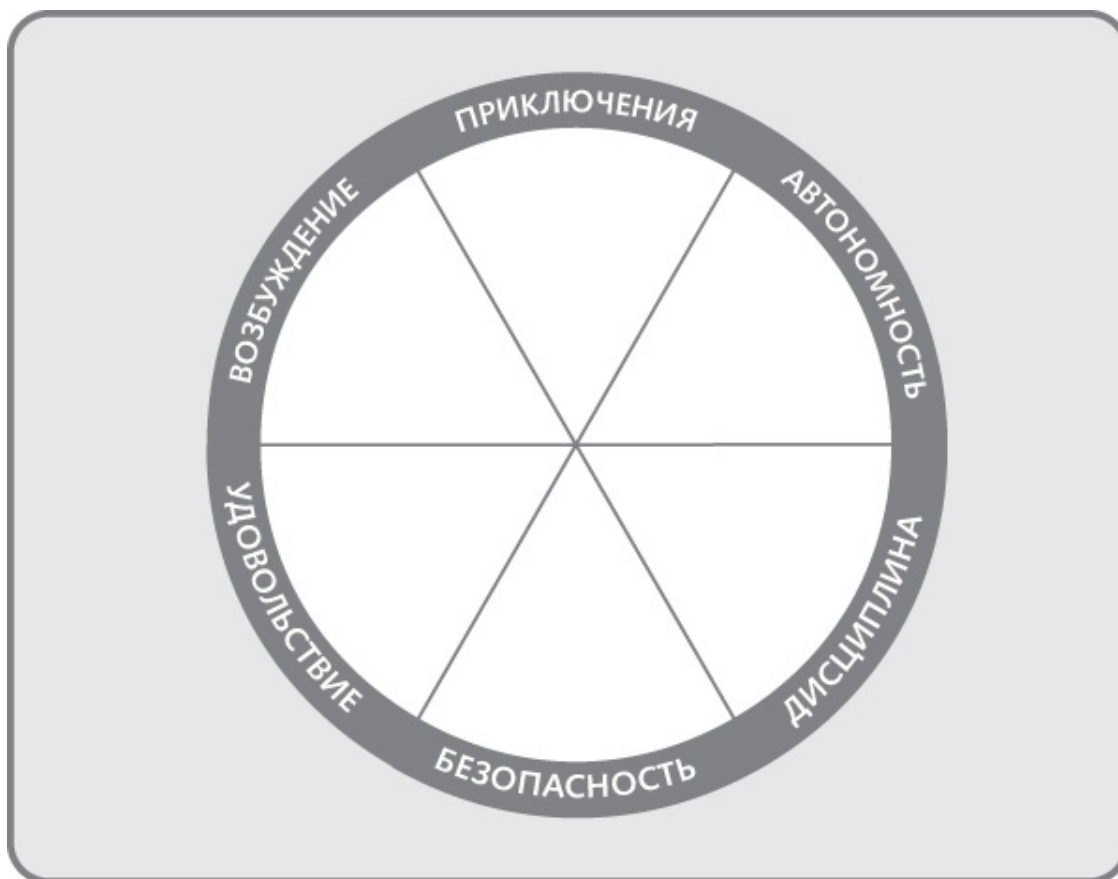 ПРИКЛЮЧЕНИЯ
АВТОНОМНОСТЬ
ДИСЦИПЛИНА
БЕЗОПАСНОСТЬ
УДОВОЛЬСТВИЕ
ВОЗБУЖДЕНИЕ